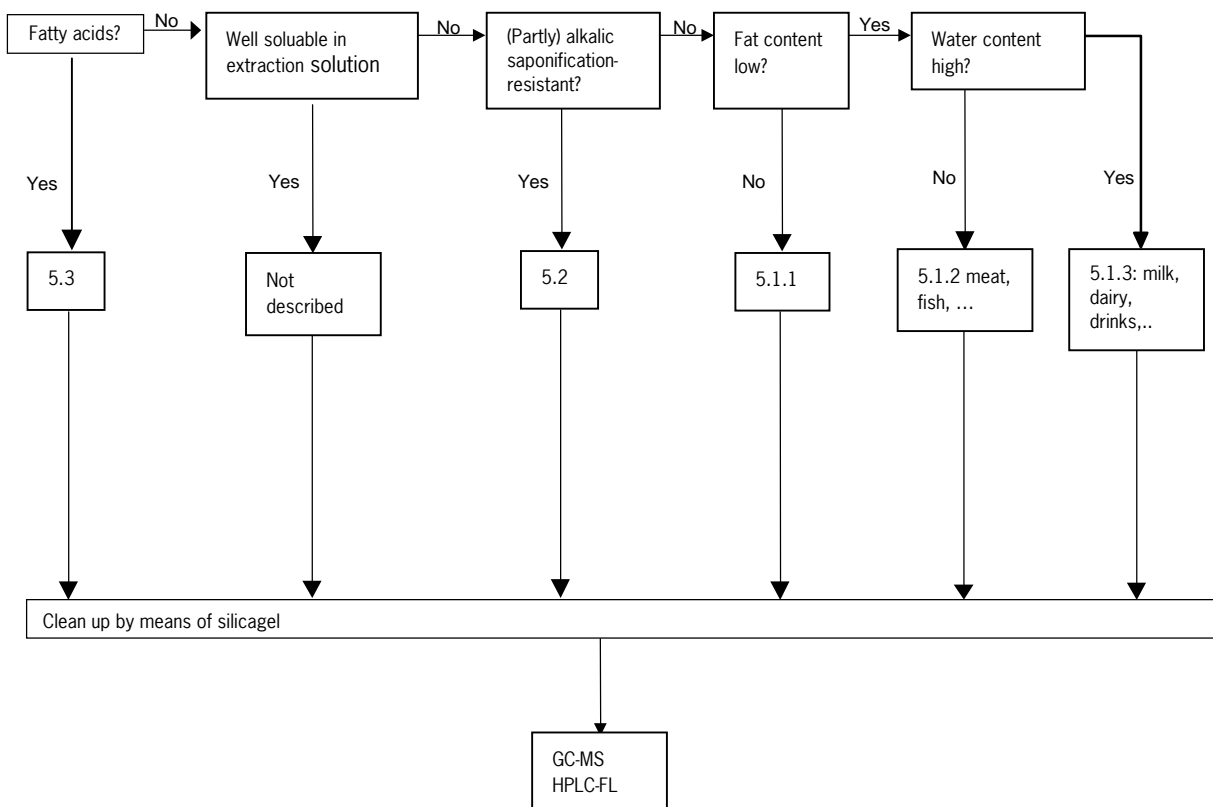 Fatty acids?
No
Well soluable in
extraction solution
No
(Partly) alkalic
saponification-
resistant?
No
Fat content
low?
Yes
Water content
high?
Yes
Yes
Yes
No
No
Yes
5.3
Not
described
5.2
5.1.1
5.1.2 meat,
fish, …
5.1.3: milk,
dairy,
drinks,..
Clean up by means of silicagel
GC-MS
HPLC-FL